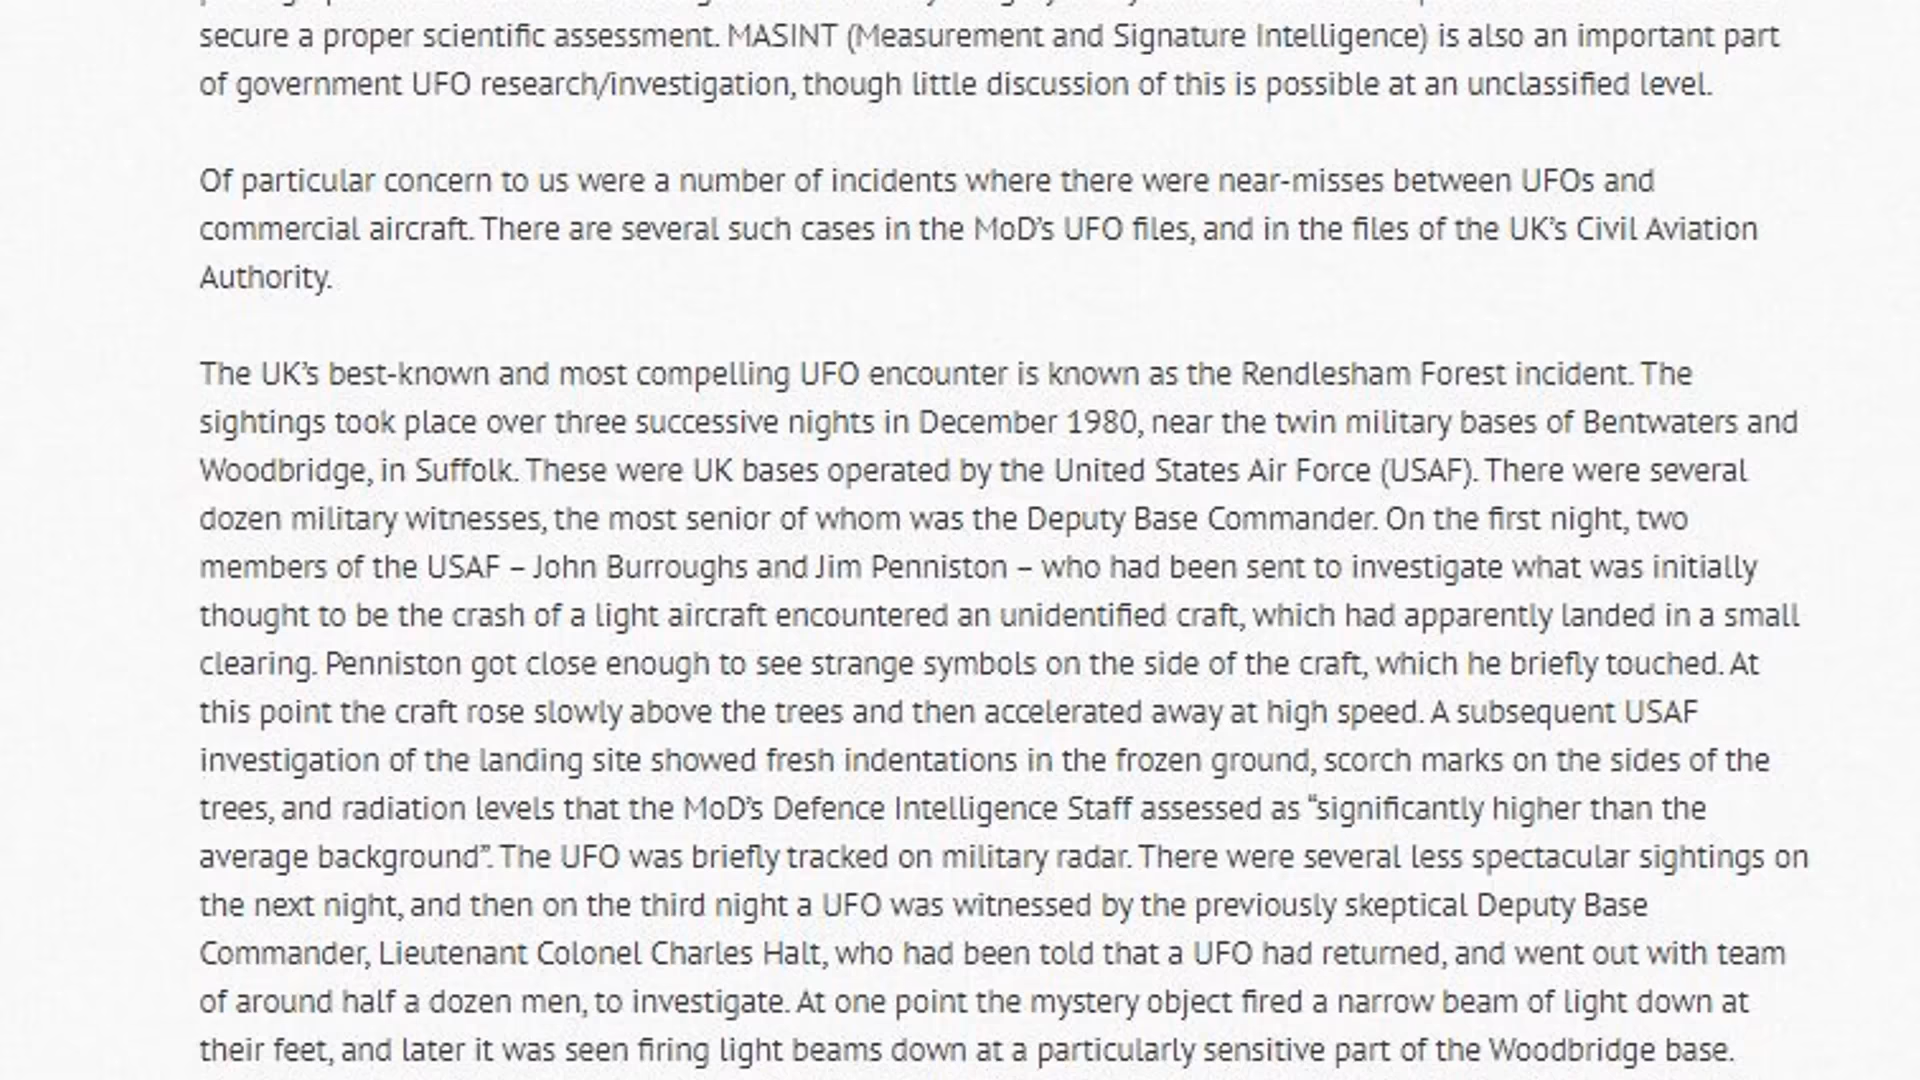 secure a proper scientific assessment. MASINT (Measurement and Signature Intelligence) is also an important part
of government UFO research/investigation, though little discussion of this is possible at an unclassified level.
Of particular concern to us were a number of incidents where there were near-misses between UFOs and
commercial aircraft. There are several such cases in the MoD’s UFO files, and in the files of the UK’s Civil Aviation
Authority.
The UK’s best-known and most compelling UFO encounter is known as the Rendlesham Forest incident. The
sightings took place over three successive nights in December 1980, near the twin military bases of Bentwaters and
Woodbridge, in Suffolk. These were UK bases operated by the United States Air Force (USAF). There were several
dozen military witnesses, the most senior of whom was the Deputy Base Commander. On the first night, two
members of the USAF – John Burroughs and Jim Penniston – who had been sent to investigate what was initially
thought to be the crash of a light aircraft encountered an unidentified craft, which had apparently landed in a small
clearing. Penniston got close enough to see strange symbols on the side of the craft, which he briefly touched. At
this point the craft rose slowly above the trees and then accelerated away at high speed. A subsequent USAF
investigation of the landing site showed fresh indentations in the frozen ground, scorch marks on the sides of the
trees, and radiation levels that the MoD’s Defence Intelligence Staff assessed as “significantly higher than the
average background”. The UFO was briefly tracked on military radar. There were several less spectacular sightings on
the next night, and then on the third night a UFO was witnessed by the previously skeptical Deputy Base
Commander, Lieutenant Colonel Charles Halt, who had been told that a UFO had returned, and went out with team
of around half a dozen men, to investigate. At one point the mystery object fired a narrow beam of light down at
their feet, and later it was seen firing light beams down at a particularly sensitive part of the Woodbridge base.